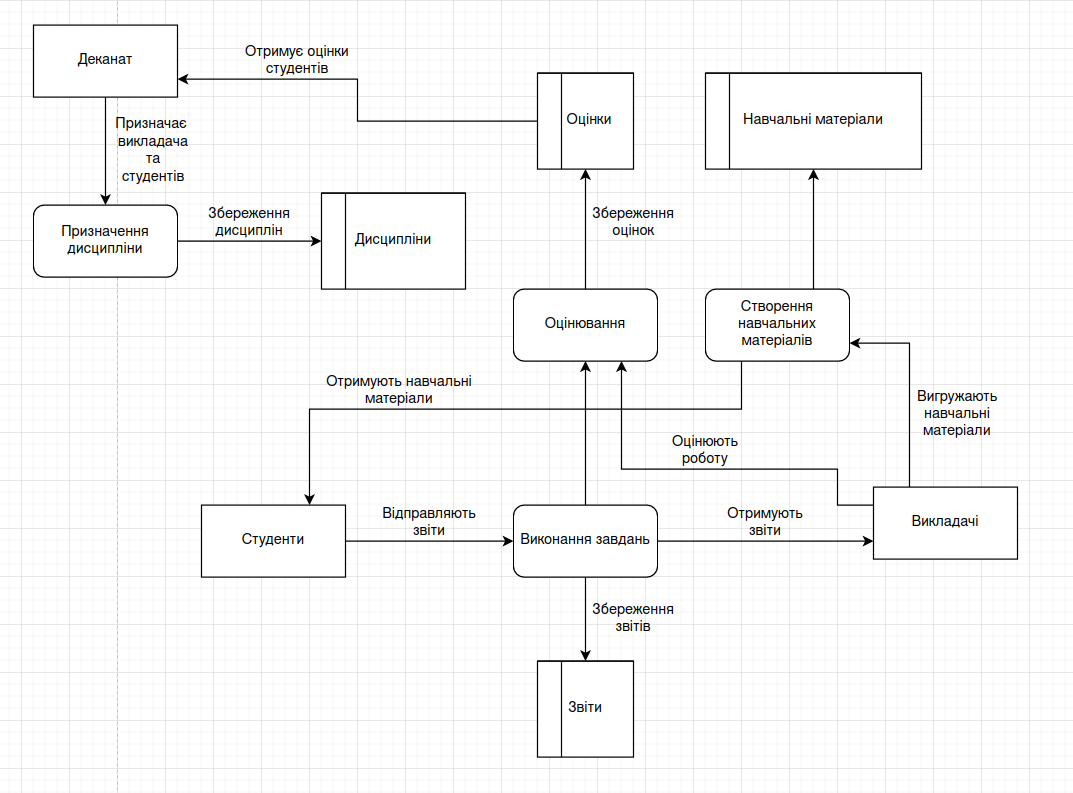 Деканат
Отримує оцінки
студентів
Оцінки
Навчальні матеріали
Призначає
викладача
та
студентів
Призначення
дисципліни
Збереження
дисциплін
Дисципліни
Збереження
оцінок
Оцінювання
Створення
навчальних
матеріалів
Отримують навчальні
матеріали
Вигружають
навчальні
матеріали
Оцінюють
роботу
Студенти
Відправляють
звіти
Виконання завдань
Отримують
звіти
Викладачі
Збереження
звітів
Звіти